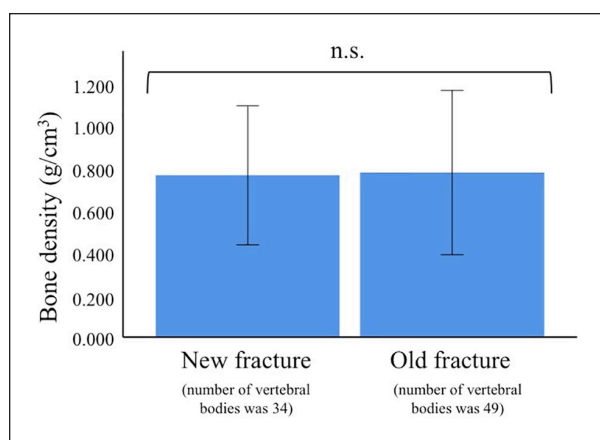 n.s.
Bone density (g/cm³)
1.200
1.000
0.800
0.600
0.400
0.200
0.000
New fracture
(number of vertebral
bodies was 34)
Old fracture
(number of vertebral
bodies was 49)